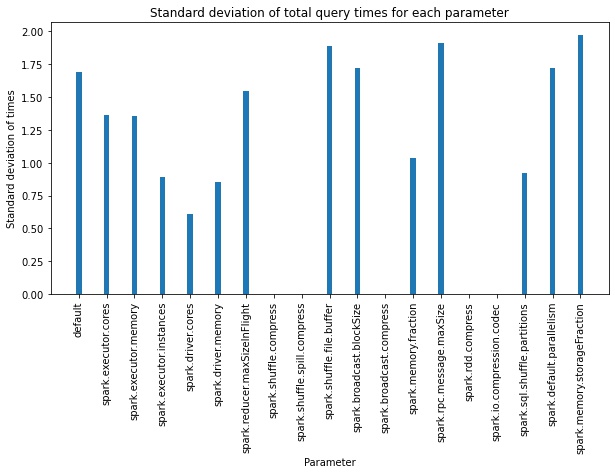 Standard deviation of total query times for each parameter
Standard deviation of times
2.00
1.75
1.50
1.25
1.00
0.75
0.50
0.25
0.00
default
spark.executor.cores
spark.executor.memory
spark.executor.instances
spark.driver.cores
spark.driver.memory
spark.reducer.maxSizeInFlight
spark.shuffle.compress
spark.shuffle.spill.compress
spark.shuffle.file.buffer
spark.broadcast.blockSize
spark.broadcast.compress
spark.memory.fraction
spark.rpc.message.maxSize
spark.rdd.compress
spark.io.compression.codec
spark.sql.shuffle.partitions
spark.default.parallelism
spark.memory.storageFraction
Parameter